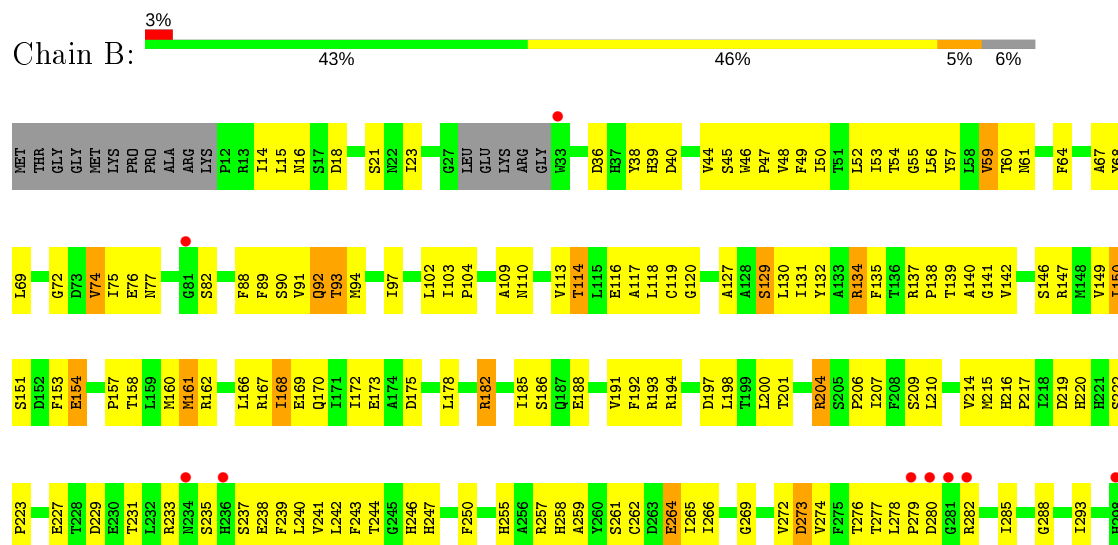 3%
Chain B:
43% 46% 5% 6%
MET THR GLY GLY MET LYS PRO PRO ALA ARG LYS P12 R13 I14 L15 N16 S17 D18 S21 N22 I23 G27 LEU GLU LYS ARG GLY W33 D36 H37 Y38 H39 D40 V44 S45 W46 P47 V48 F49 I50 T51 L52 I53 T54 G55 L56 Y57 L58 V59 T60 N61 F64 A67 Y68
L69 G72 D73 V74 I75 E76 N77 G81 S82 F88 F89 S90 V91 Q92 T93 M94 I97 L102 I103 P104 A109 N110 V113 T114 L115 E116 A117 L118 C119 G120 A127 A128 S129 L130 I131 Y132 A133 R134 F135 T136 R137 P138 T139 A140 G141 V142 S146 R147 M148 V149 I150
S151 D152 F153 E154 P157 T158 L159 M160 M161 R162 L166 R167 I168 E169 Q170 I171 I172 E173 A174 D175 L178 R182 I185 S186 Q187 E188 V191 F192 R193 R194 D197 L198 T199 L200 T201 R204 S205 P206 I207 F208 S209 L210 V214 M215 H216 P217 I218 D219 H220 H221 S222
P223 E227 T228 D229 E230 T231 L232 R233 N234 S235 H236 S237 E238 F239 L240 V241 L242 F243 T244 G245 H246 H247 F250 H255 A256 R257 H258 A259 Y260 S261 C262 D263 E264 I265 I266 G269 V272 D273 V274 F275 T276 T277 L278 P279 D280 G281 R282 I285 G288 I293